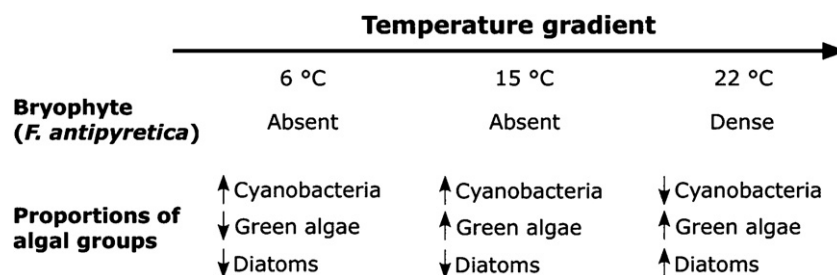 Temperature gradient
6 °C 15 °C 22 °C
Bryophyte
(F. antipyretica) Absent Absent Dense
↑ Cyanobacteria ↑ Cyanobacteria ↓ Cyanobacteria
Proportions of
algal groups
↓ Green algae ↑ Green algae ↑ Green algae
↓ Diatoms ↓ Diatoms ↑ Diatoms